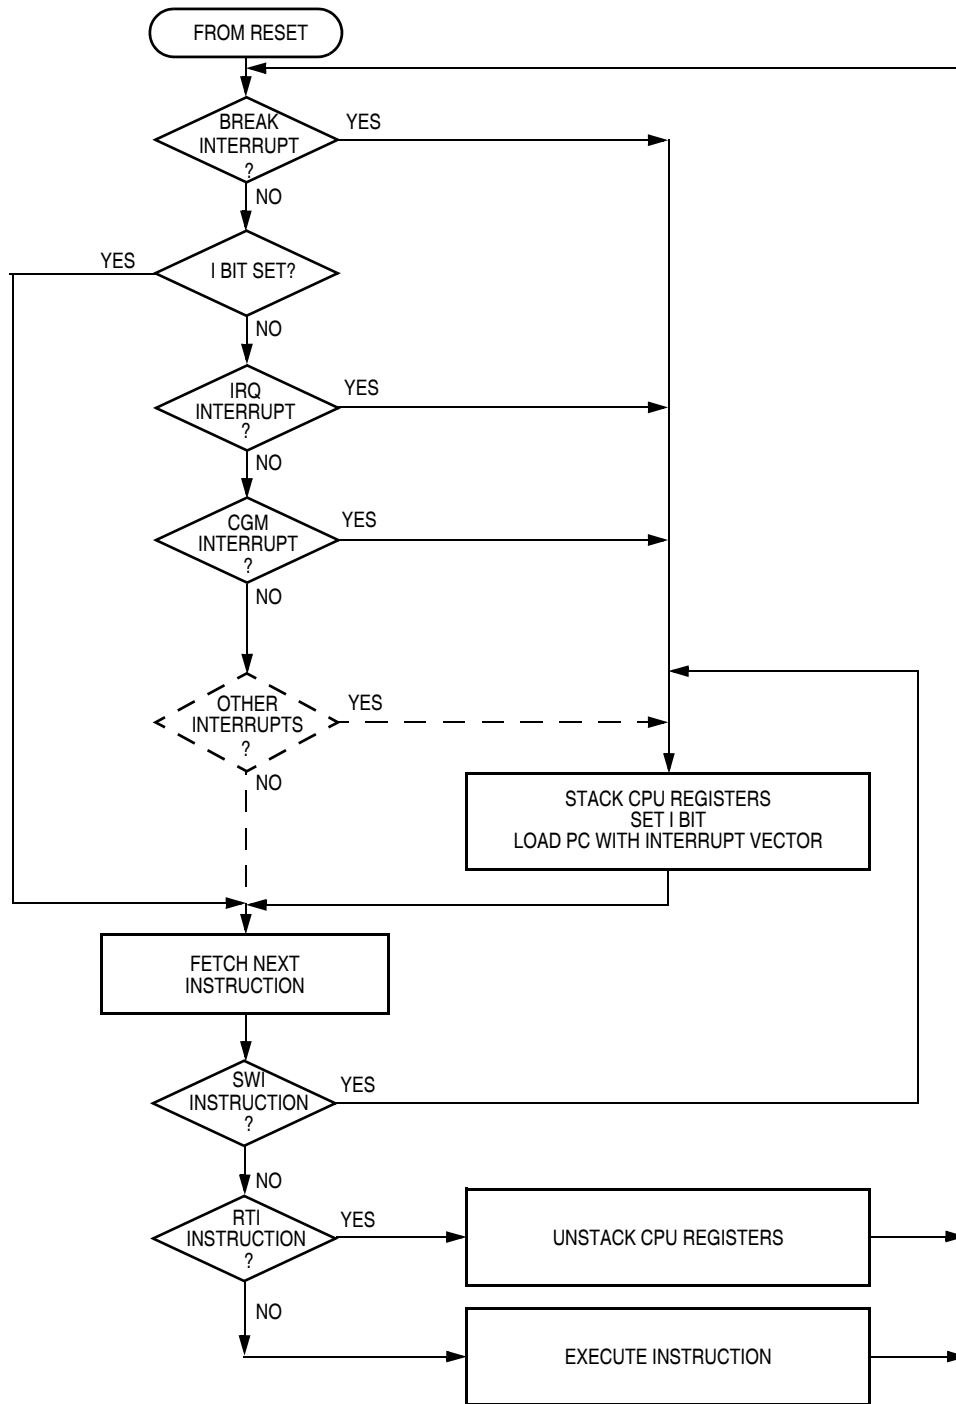 FROM RESET
BREAK
INTERRUPT
?
YES
NO
YES
I BIT SET?
NO
IRQ
INTERRUPT
?
YES
NO
CGM
INTERRUPT
?
YES
NO
OTHER
INTERRUPTS
?
YES
NO
STACK CPU REGISTERS
SET I BIT
LOAD PC WITH INTERRUPT VECTOR
FETCH NEXT
INSTRUCTION
SWI
INSTRUCTION
?
YES
NO
RTI
INSTRUCTION
?
YES
UNSTACK CPU REGISTERS
NO
EXECUTE INSTRUCTION